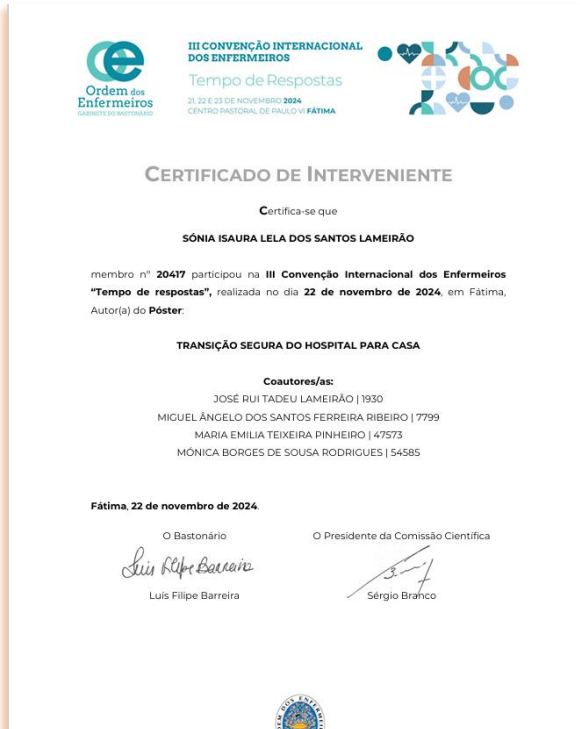 Ordem dos
Enfermeiros
GABINETE DO BASTONÁRIO
III CONVENÇÃO INTERNACIONAL
DOS ENFERMEIROS
Tempo de Respostas
21, 22 E 23 DE NOVEMBRO 2024
CENTRO PASTORAL DE PAULO VI FÁTIMA
CERTIFICADO DE INTERVENIENTE
Certifica-se que
SÓNIA ISAURA LELA DOS SANTOS LAMEIRÃO
membro nº 20417 participou na III Convenção Internacional dos Enfermeiros
“Tempo de respostas”, realizada no dia 22 de novembro de 2024, em Fátima,
Autor(a) do Póster:
TRANSIÇÃO SEGURA DO HOSPITAL PARA CASA
Coautores/as:
JOSÉ RUI TADEU LAMEIRÃO | 1930
MIGUEL ÂNGELO DOS SANTOS FERREIRA RIBEIRO | 7799
MARIA EMILIA TEIXEIRA PINHEIRO | 47573
MÓNICA BORGES DE SOUSA RODRIGUES | 54585
Fátima, 22 de novembro de 2024.
O Bastonário
O Presidente da Comissão Científica
Luis Filipe Barreira
Luís Filipe Barreira
Sérgio Branco